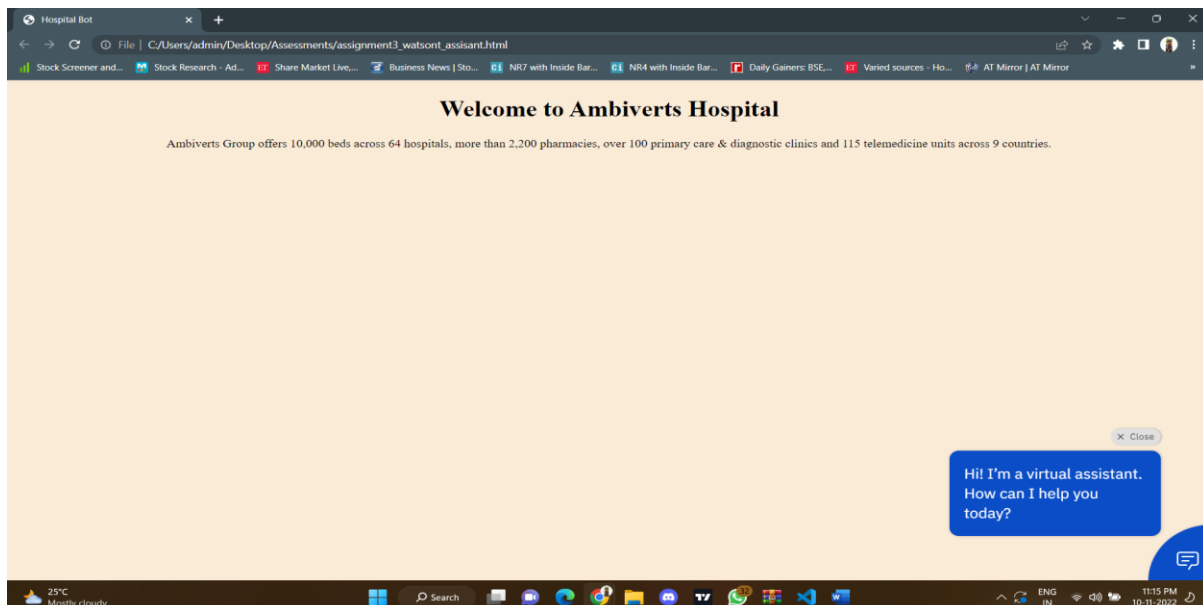 Hospital Bot
File | C:/Users/admin/Desktop/Assessments/assignment3_watsont_assisant.html
Stock Screener and... Stock Research - Ad... Share Market Live,... Business News | Sto... NR7 with Inside Bar... NR4 with Inside Bar... Daily Gainers: BSE,... Varied sources - Ho... AT Mirror | AT Mirror
Welcome to Ambiverts Hospital
Ambiverts Group offers 10,000 beds across 64 hospitals, more than 2,200 pharmacies, over 100 primary care & diagnostic clinics and 115 telemedicine units across 9 countries.
Close
Hi! I'm a virtual assistant.
How can I help you
today?
25°C
Mostly cloudy
Search
ENG
IN
11:15 PM
10-11-2022